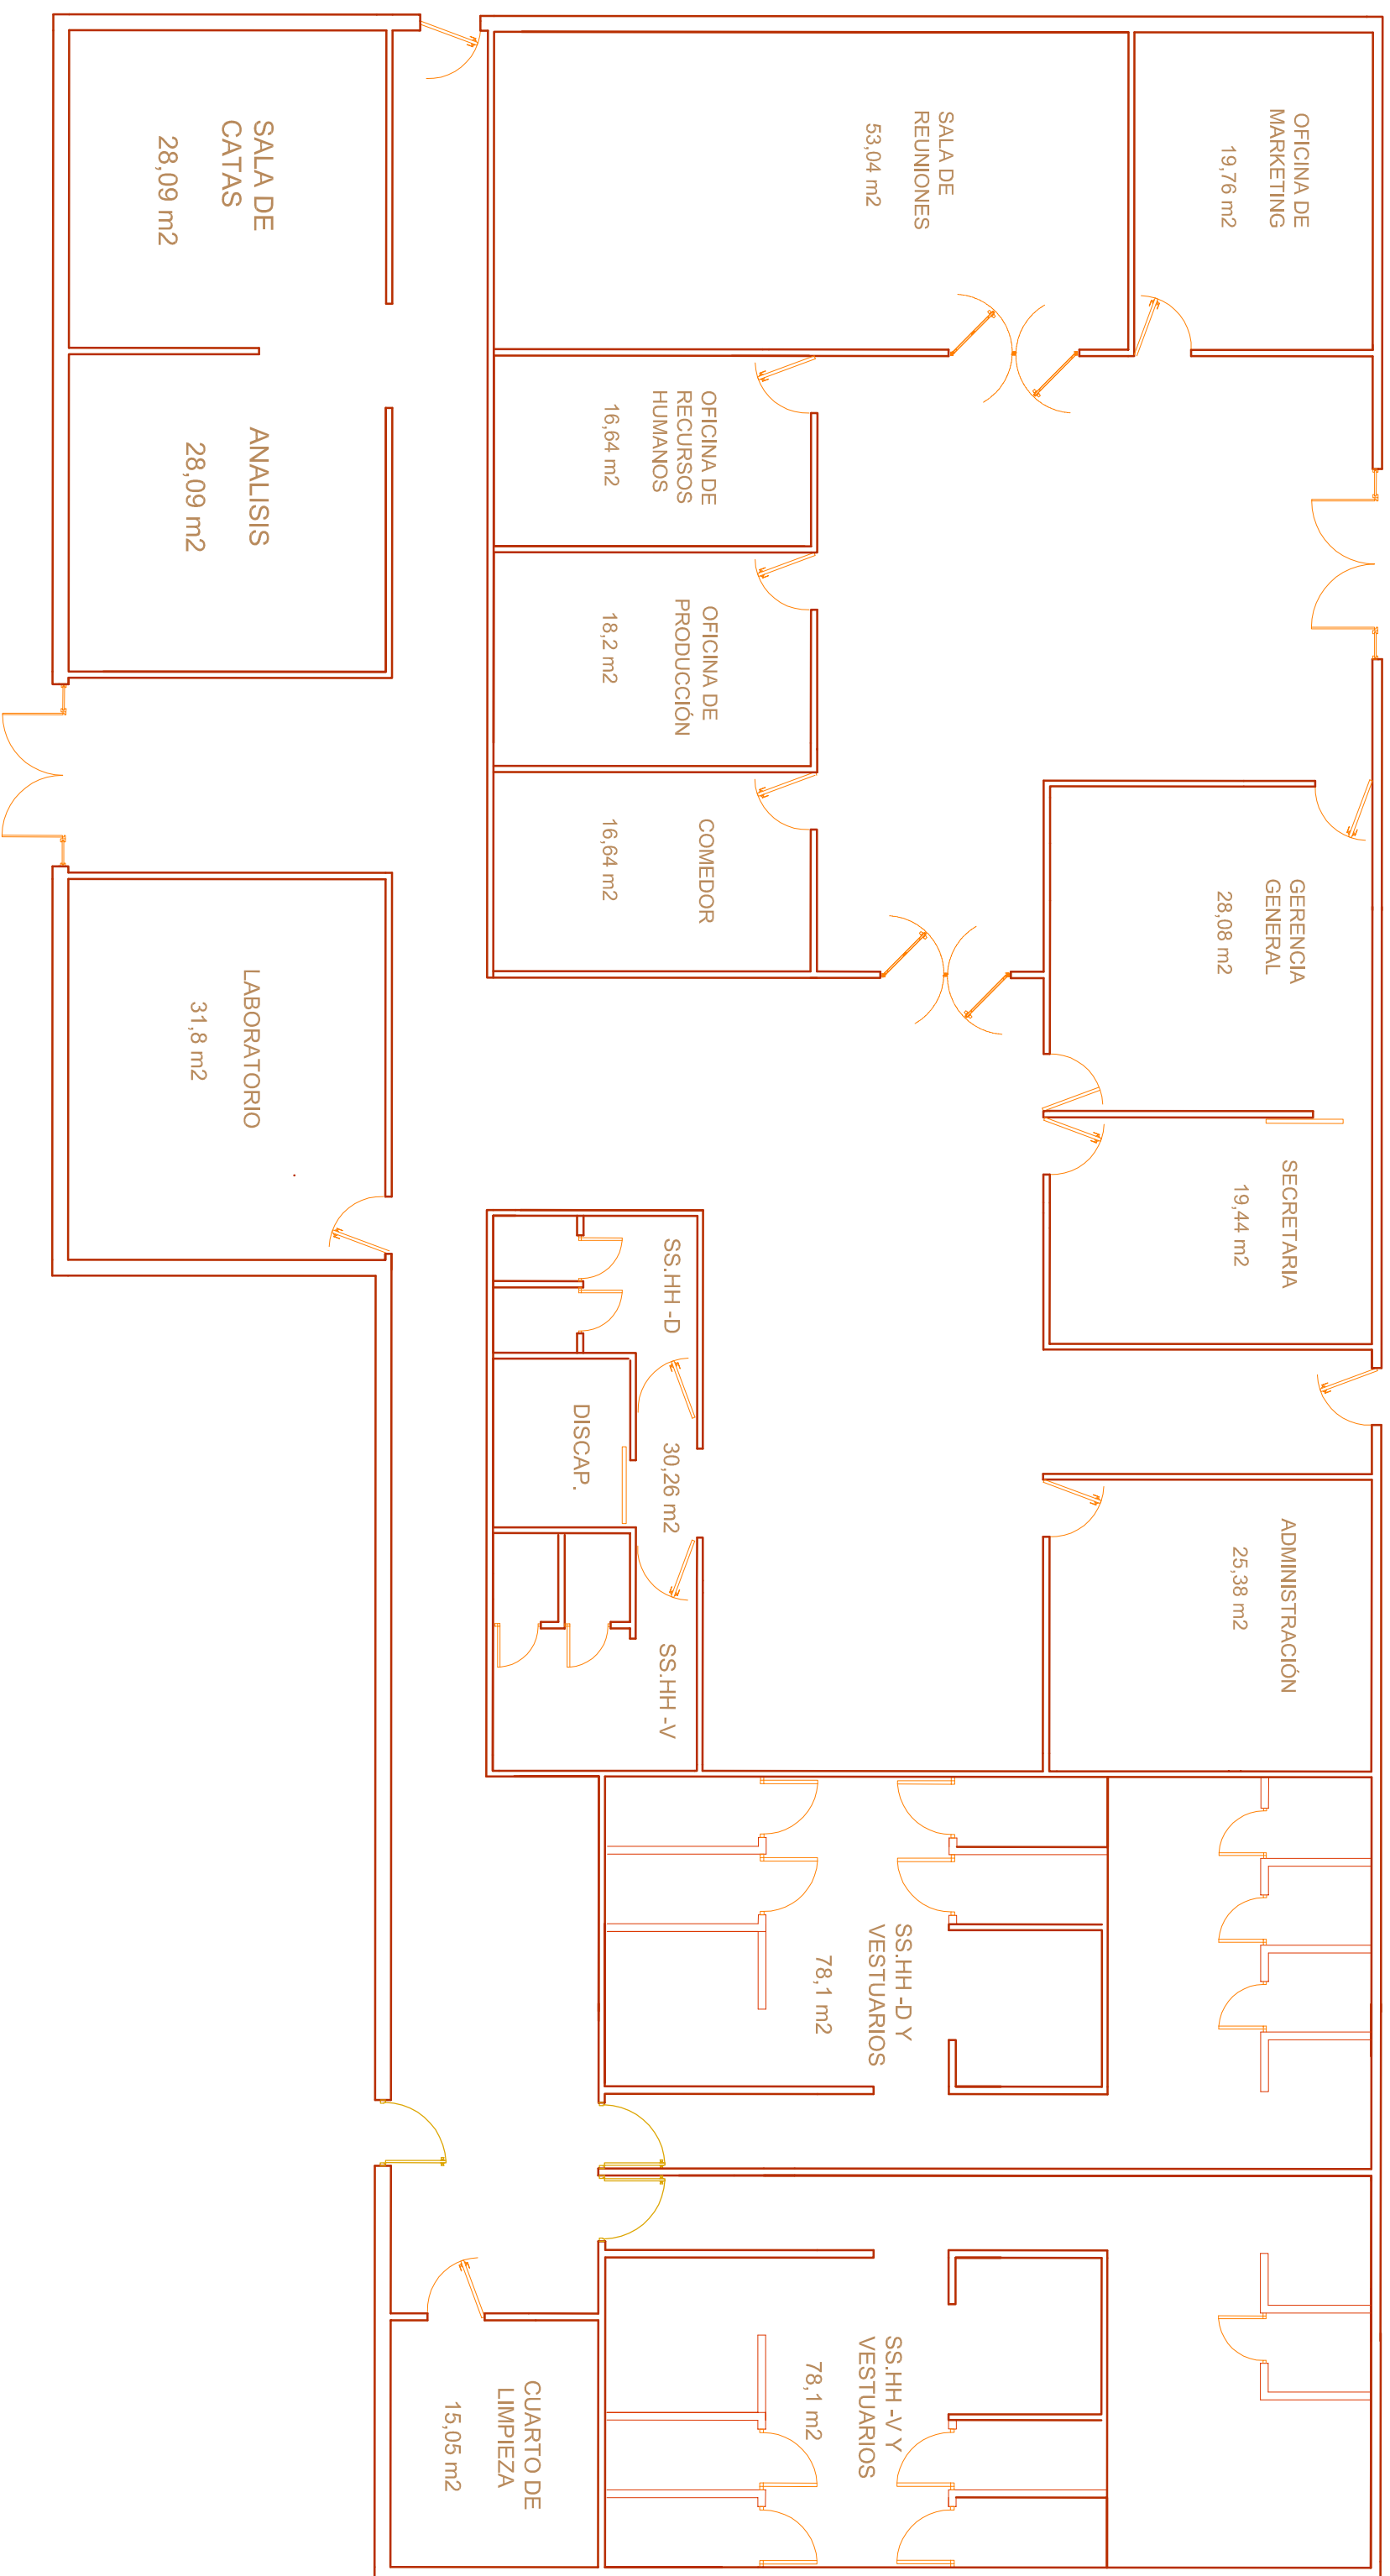 OFICINA DE
MARKETING
19,76 m2
SALA DE
REUNIONES
53,04 m2
SALA DE
CATAS
28,09 m2
OFICINA DE
RECURSOS
HUMANOS
16,64 m2
ANALISIS
28,09 m2
OFICINA DE
PRODUCCIÓN
18,2 m2
COMEDOR
16,64 m2
GERENCIA
GENERAL
28,08 m2
LABORATORIO
31,8 m2
SECRETARIA
19,44 m2
SS.HH -D
DISCAP.
30,26 m2
SS.HH -V
ADMINISTRACIÓN
25,38 m2
SS.HH -D Y
VESTUARIOS
78,1 m2
SS.HH -V Y
VESTUARIOS
78,1 m2
CUARTO DE
LIMPIEZA
15,05 m2